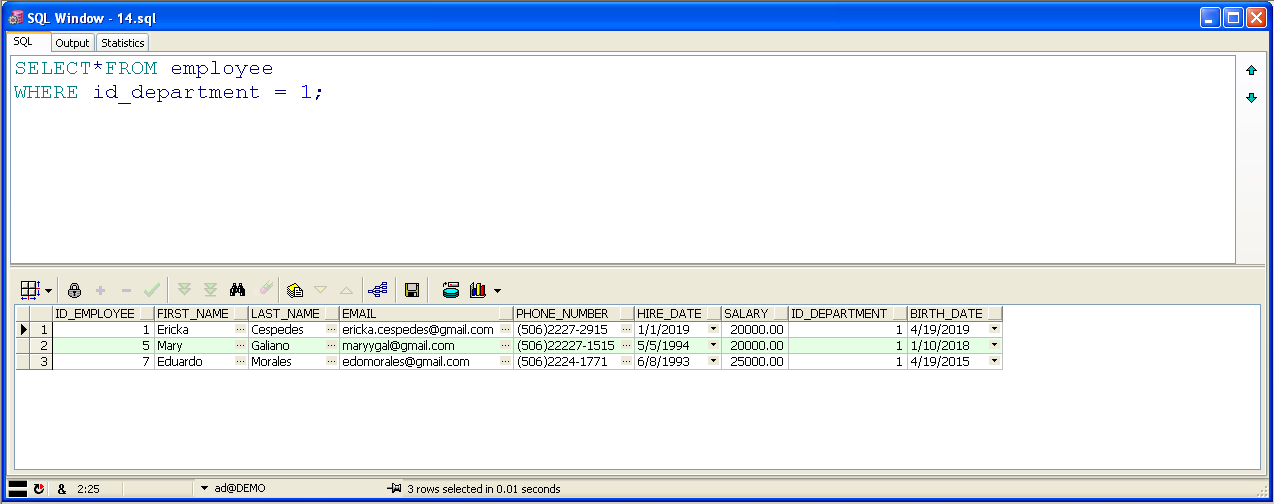 SQL Window - 14.sql
SQL Output Statistics
SELECT*FROM employee
WHERE id_department = 1;
ID_EMPLOYEE FIRST_NAME LAST_NAME EMAIL PHONE_NUMBER HIRE_DATE SALARY ID_DEPARTMENT BIRTH_DATE
1 1 Ericka ... Cespedes ... ericka.cespedes@gmail.com ... (506)2227-2915 ... 1/1/2019 20000.00 1 4/19/2019
2 5 Mary ... Galiano ... maryygal@gmail.com ... (506)22227-1515 ... 5/5/1994 20000.00 1 1/10/2018
3 7 Eduardo ... Morales ... edomorales@gmail.com ... (506)2224-1771 ... 6/8/1993 25000.00 1 4/19/2015
& 2:25 ad@DEMO 3 rows selected in 0.01 seconds